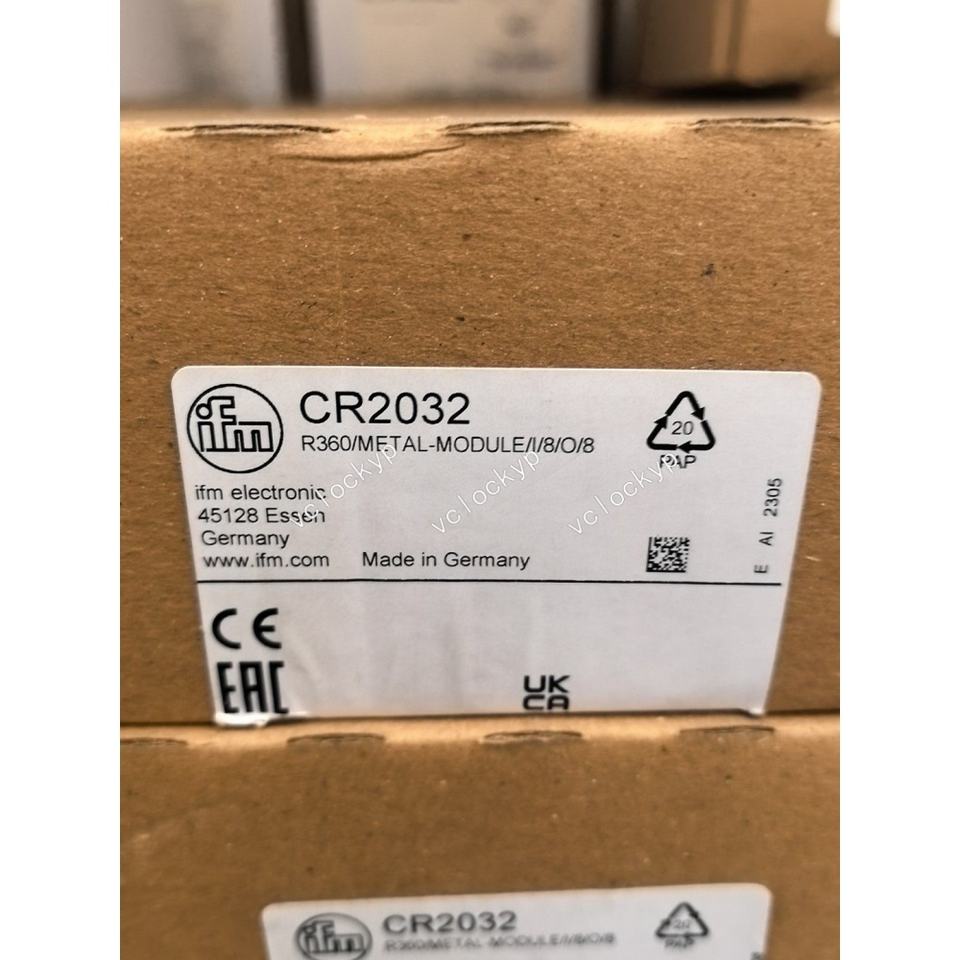 ifm
CR2032
R360/METAL-MODULE/I/8/O/8
20
PAP
ifm electronic
45128 Essen
Germany
www.ifm.com
Made in Germany
E AI 2305
CE
EAC
UK
CA
vclockyp
vclockyp
vclockyp
ifm
CR2032
R360/METAL-MODULE/I/8/O/8
20
PAP